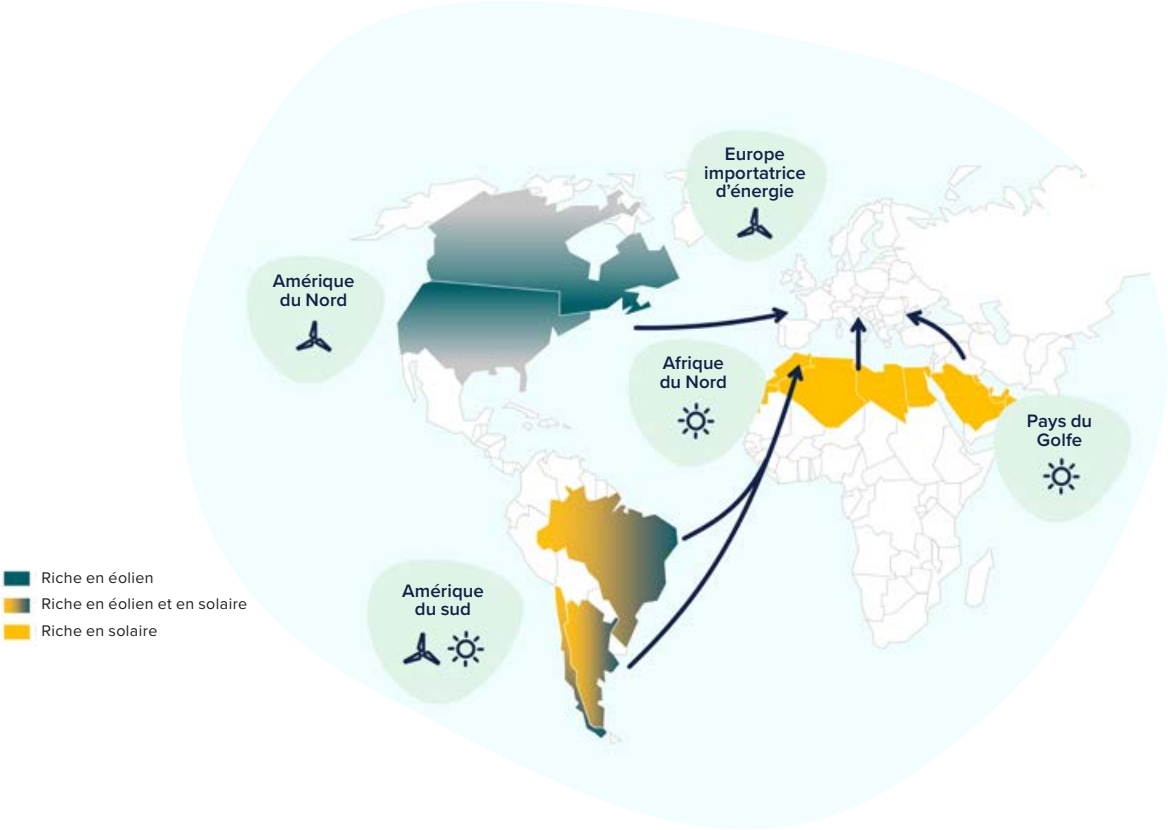 Europe
importatrice
d'énergie
Amérique
du Nord
Afrique
du Nord
Pays du
Golfe
Amérique
du sud
Riche en éolien
Riche en éolien et en solaire
Riche en solaire